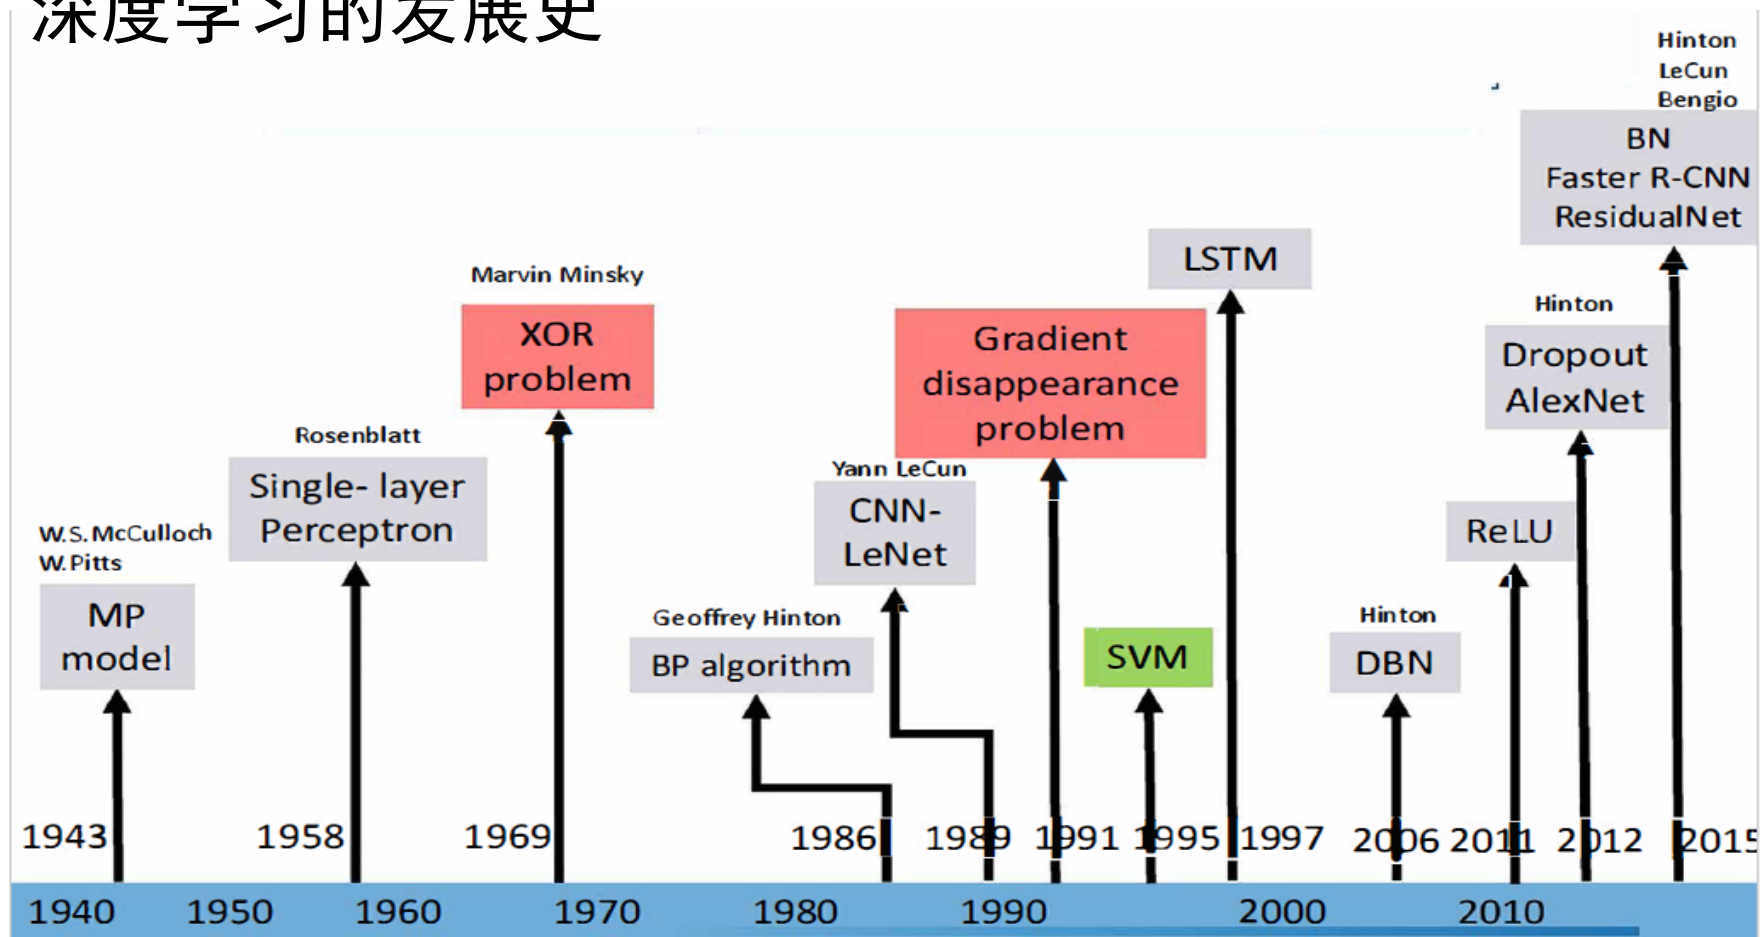 深度学习的发展史
Hinton
LeCun
Bengio
BN
Faster R-CNN
ResidualNet
LSTM
Marvin Minsky
XOR
problem
Gradient
disappearance
problem
Hinton
Dropout
AlexNet
Rosenblatt
Single- layer
Perceptron
Yann LeCun
CNN-
LeNet
ReLU
W.S.McCulloch
W.Pitts
MP
model
Geoffrey Hinton
BP algorithm
SVM
Hinton
DBN
1943 1958 1969 1986 1989 1991 1995 1997 2006 2011 2012 2015
1940 1950 1960 1970 1980 1990 2000 2010